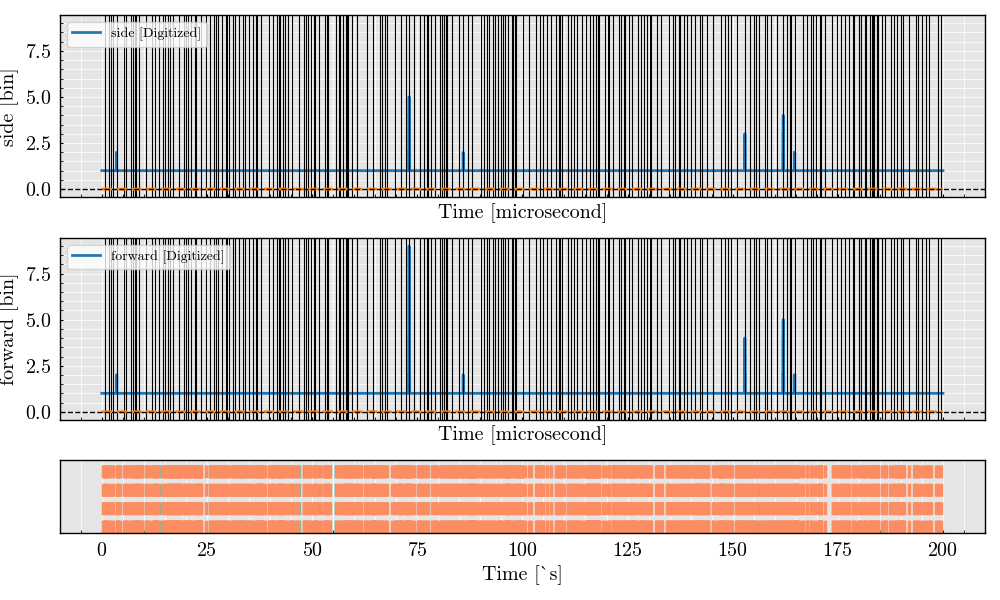 side [Digitized]
7.5
5.0
2.5
0.0
side [bin]
Time [microsecond]
forward [Digitized]
7.5
5.0
2.5
0.0
forward [bin]
Time [microsecond]
0 25 50 75 100 125 150 175 200
Time [`s]